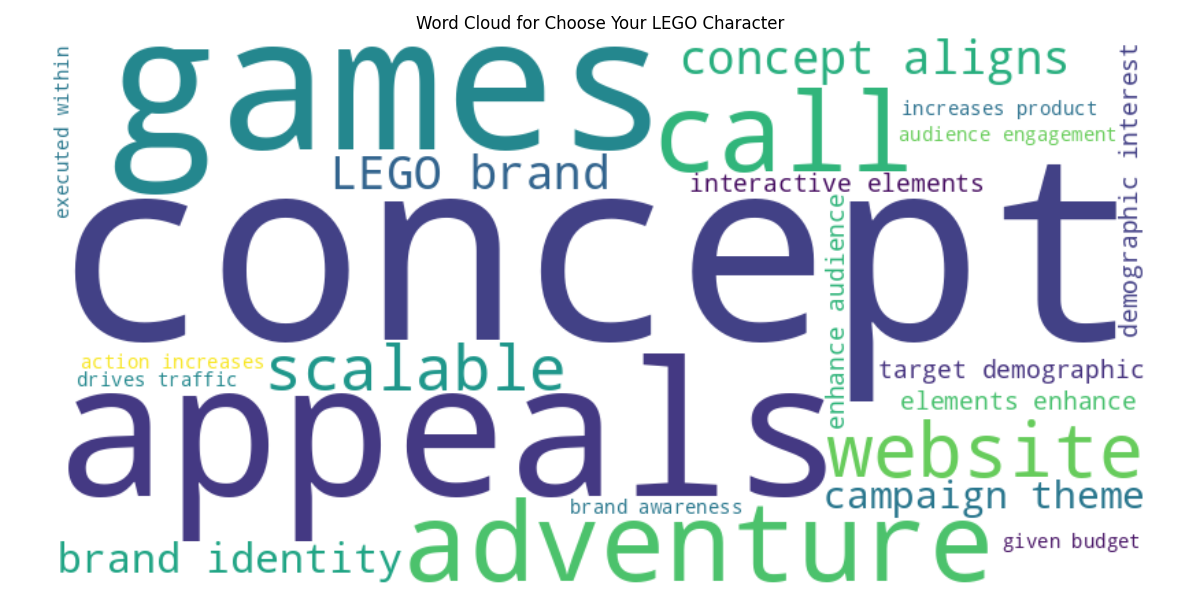 Word Cloud for Choose Your LEGO Character
executed within
games
concept aligns
call
increases product
audience engagement
demographic interest
LEGO brand
interactive elements
concept
enhance audience
action increases
drives traffic
scalable
target demographic
elements enhance
appeals
website
campaign theme
brand awareness
adventure
given budget
brand identity